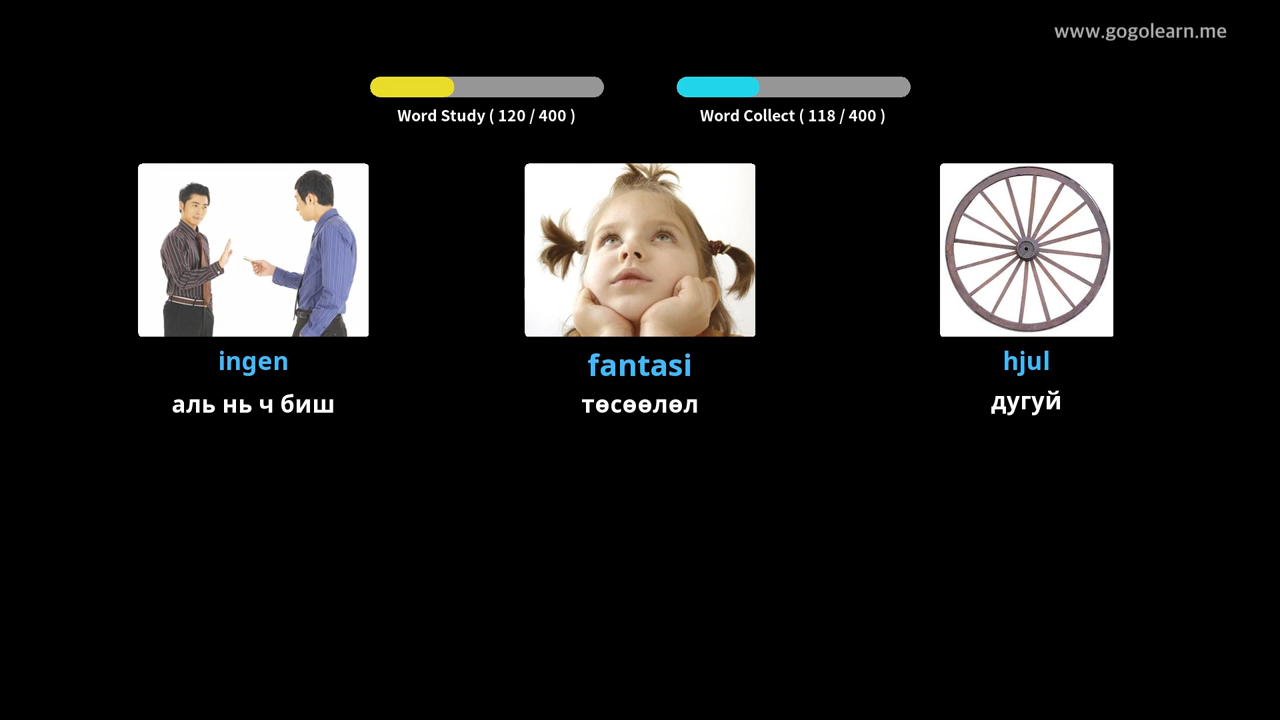 www.gogolearn.me
Word Study ( 120 / 400 )
Word Collect ( 118 / 400 )
ingen
fantasi
hjul
аль нь ч биш
төсөөлөл
дугуй